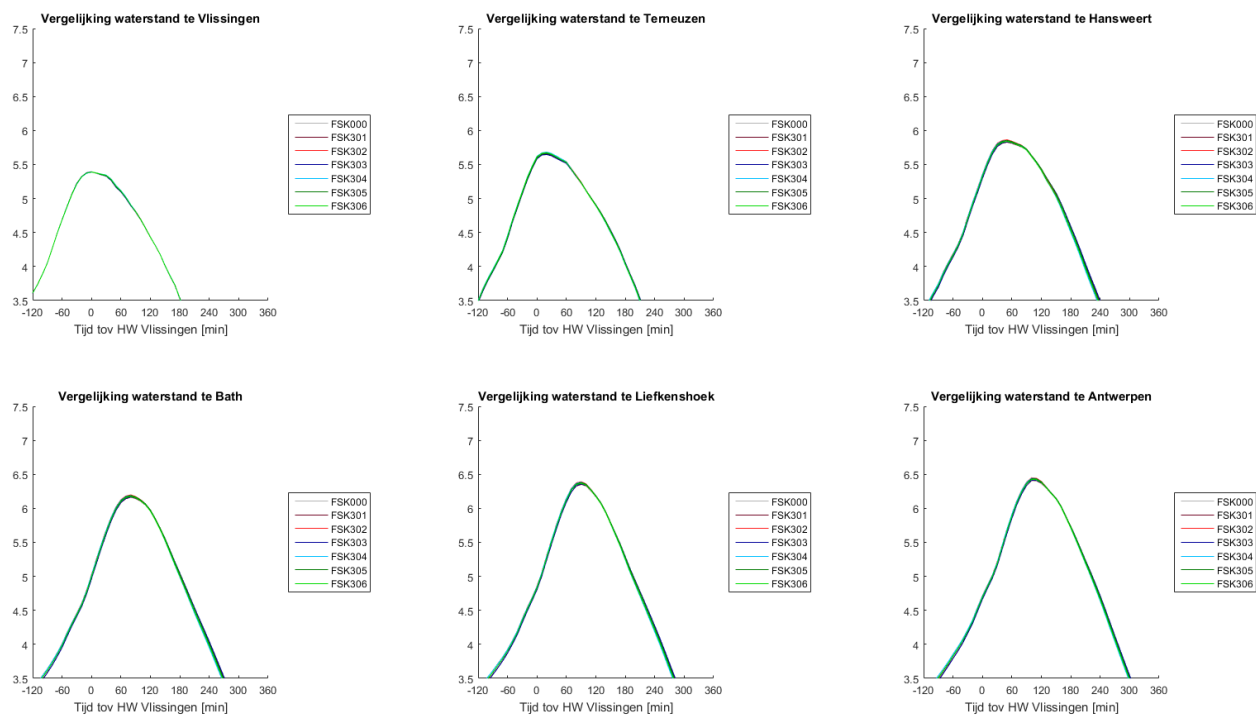 Vergelijking waterstand te Vlissingen
7.5
7
6.5
6
5.5
5
4.5
4
3.5
-120 -60 0 60 120 180 240 300 360
Tijd tov HW Vlissingen [min]
FSK000
FSK301
FSK302
FSK303
FSK304
FSK305
FSK306
Vergelijking waterstand te Terneuzen
7.5
7
6.5
6
5.5
5
4.5
4
3.5
-120 -60 0 60 120 180 240 300 360
Tijd tov HW Vlissingen [min]
FSK000
FSK301
FSK302
FSK303
FSK304
FSK305
FSK306
Vergelijking waterstand te Hansweert
7.5
7
6.5
6
5.5
5
4.5
4
3.5
-120 -60 0 60 120 180 240 300 360
Tijd tov HW Vlissingen [min]
FSK000
FSK301
FSK302
FSK303
FSK304
FSK305
FSK306
Vergelijking waterstand te Bath
7.5
7
6.5
6
5.5
5
4.5
4
3.5
-120 -60 0 60 120 180 240 300 360
Tijd tov HW Vlissingen [min]
FSK000
FSK301
FSK302
FSK303
FSK304
FSK305
FSK306
Vergelijking waterstand te Liefkenshoek
7.5
7
6.5
6
5.5
5
4.5
4
3.5
-120 -60 0 60 120 180 240 300 360
Tijd tov HW Vlissingen [min]
FSK000
FSK301
FSK302
FSK303
FSK304
FSK305
FSK306
Vergelijking waterstand te Antwerpen
7.5
7
6.5
6
5.5
5
4.5
4
3.5
-120 -60 0 60 120 180 240 300 360
Tijd tov HW Vlissingen [min]
FSK000
FSK301
FSK302
FSK303
FSK304
FSK305
FSK306